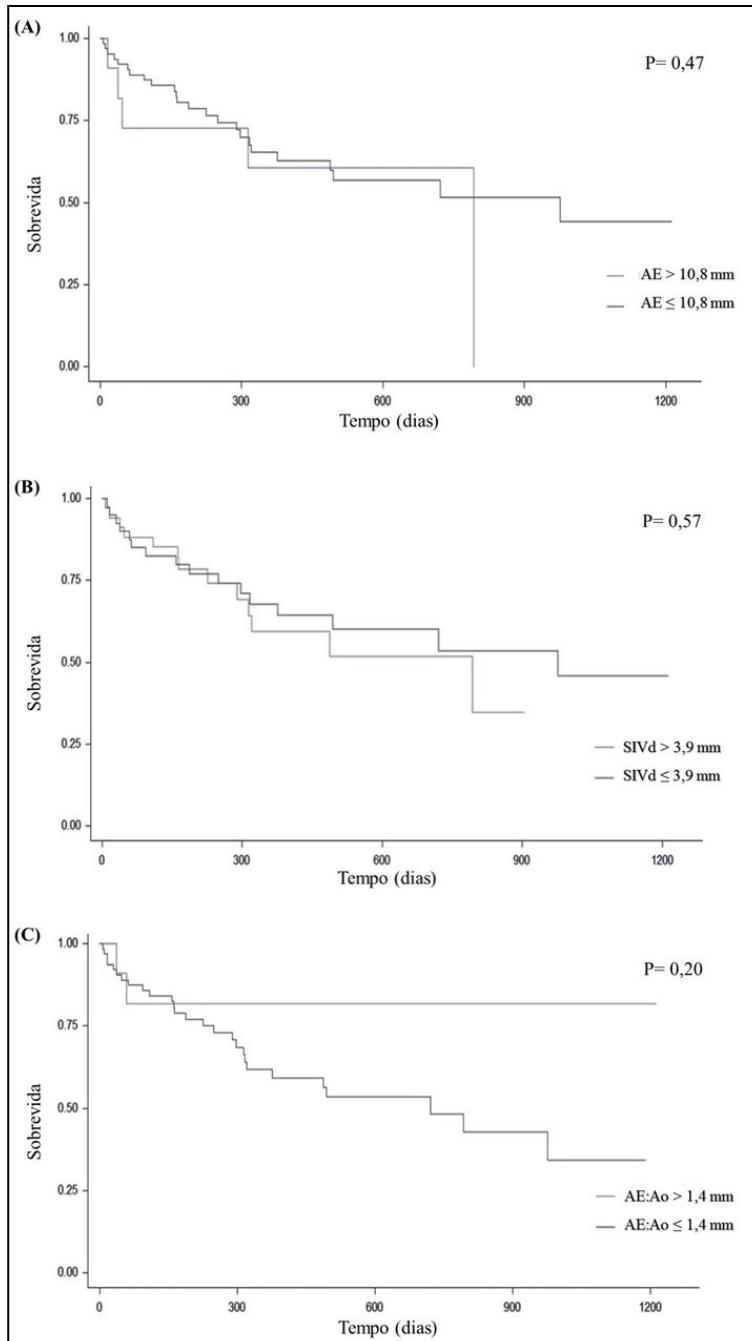 (A)
P= 0,47
1.00
0.75
0.50
0.25
0.00
Sobrevida
AE > 10,8 mm
AE ≤ 10,8 mm
0 300 600 900 1200
Tempo (dias)
(B)
P= 0,57
1.00
0.75
0.50
0.25
0.00
Sobrevida
SIVd > 3,9 mm
SIVd ≤ 3,9 mm
0 300 600 900 1200
Tempo (dias)
(C)
P= 0,20
1.00
0.75
0.50
0.25
0.00
Sobrevida
AE:Ao > 1,4 mm
AE:Ao ≤ 1,4 mm
0 300 600 900 1200
Tempo (dias)